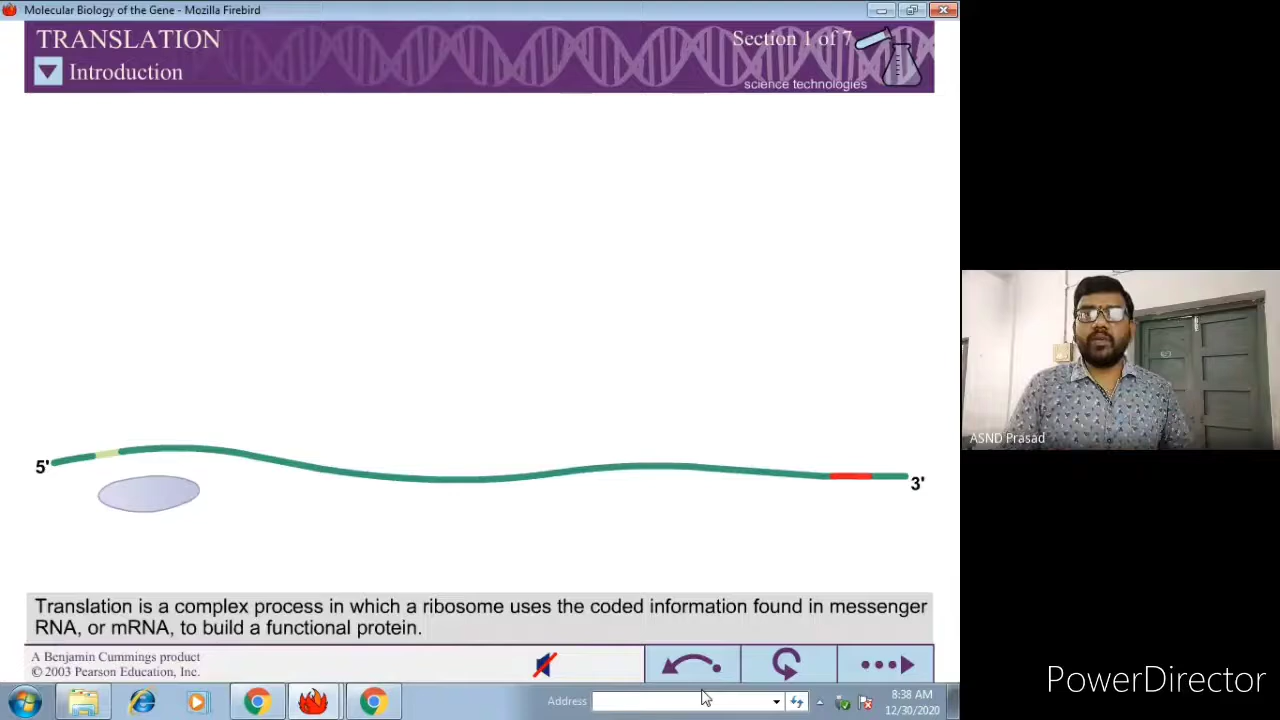 Molecular Biology of the Gene - Mozilla Firebird
TRANSLATION
Section 1 of 7
Introduction
science technologies
5'
3'
ASND Prasad
Translation is a complex process in which a ribosome uses the coded information found in messenger
RNA, or mRNA, to build a functional protein.
A Benjamin Cummings product
© 2003 Pearson Education, Inc.
PowerDirector
Address
8:38 AM
12/30/2020